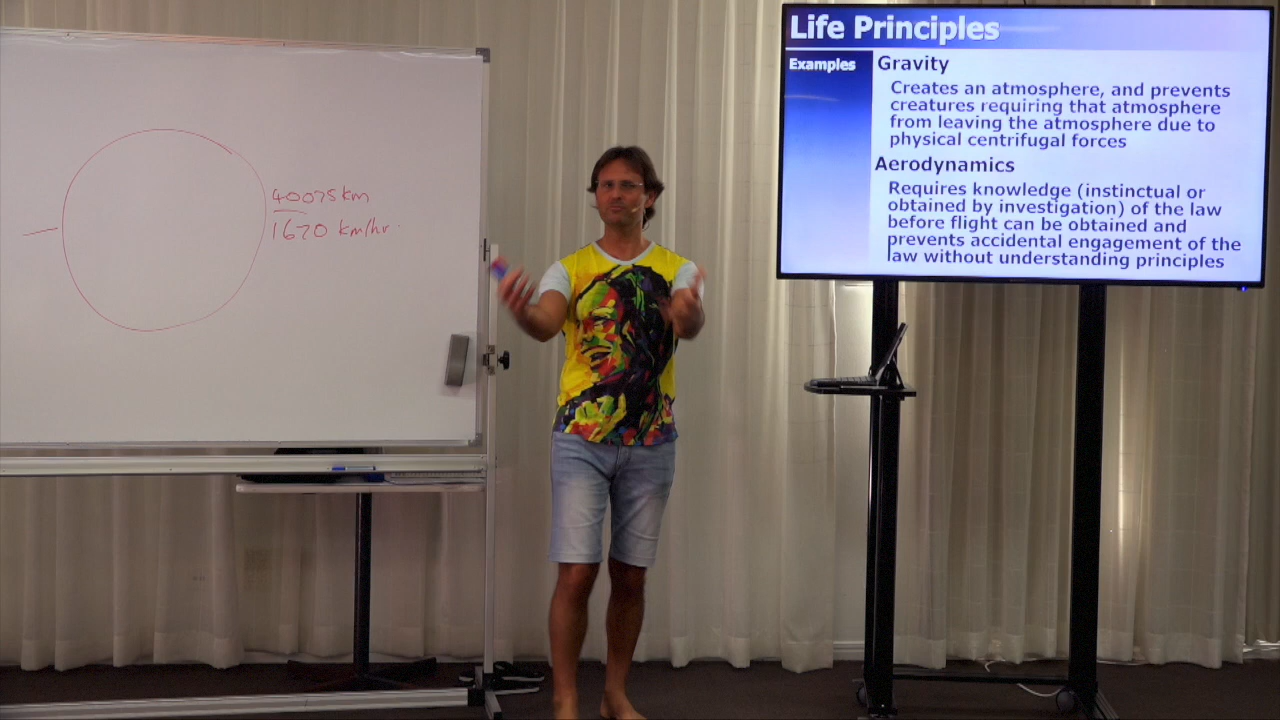 40075 km
1670 km/hr.
Life Principles
Examples
Gravity
Creates an atmosphere, and prevents
creatures requiring that atmosphere
from leaving the atmosphere due to
physical centrifugal forces
Aerodynamics
Requires knowledge (instinctual or
obtained by investigation) of the law
before flight can be obtained and
prevents accidental engagement of the
law without understanding principles